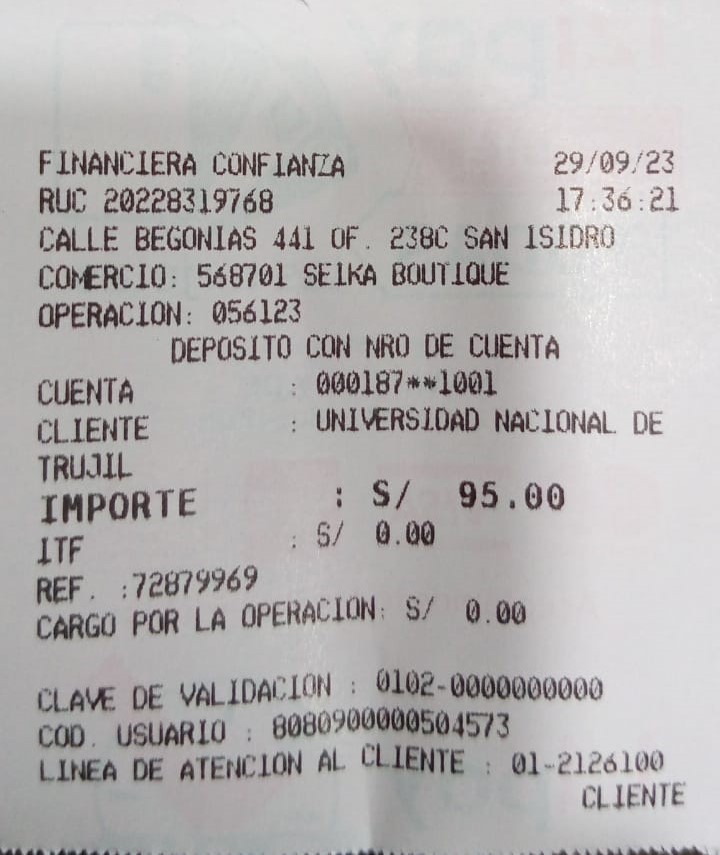 FINANCIERA CONFIANZA 29/09/23
RUC 20228319768 17:36:21
CALLE BEGONIAS 441 OF. 238C SAN ISIDRO
COMERCIO: 568701 SEIKA BOUTIQUE
OPERACION: 056123
DEPOSITO CON NRO DE CUENTA
CUENTA : 000187**1001
CLIENTE : UNIVERSIDAD NACIONAL DE
TRUJIL
IMPORTE : S/ 95.00
ITF : S/ 0.00
REF. :72879969
CARGO POR LA OPERACION: S/ 0.00
CLAVE DE VALIDACION : 0102-0000000000
COD. USUARIO : 8080900000504573
LINEA DE ATENCION AL CLIENTE : 01-2126100
CLIENTE